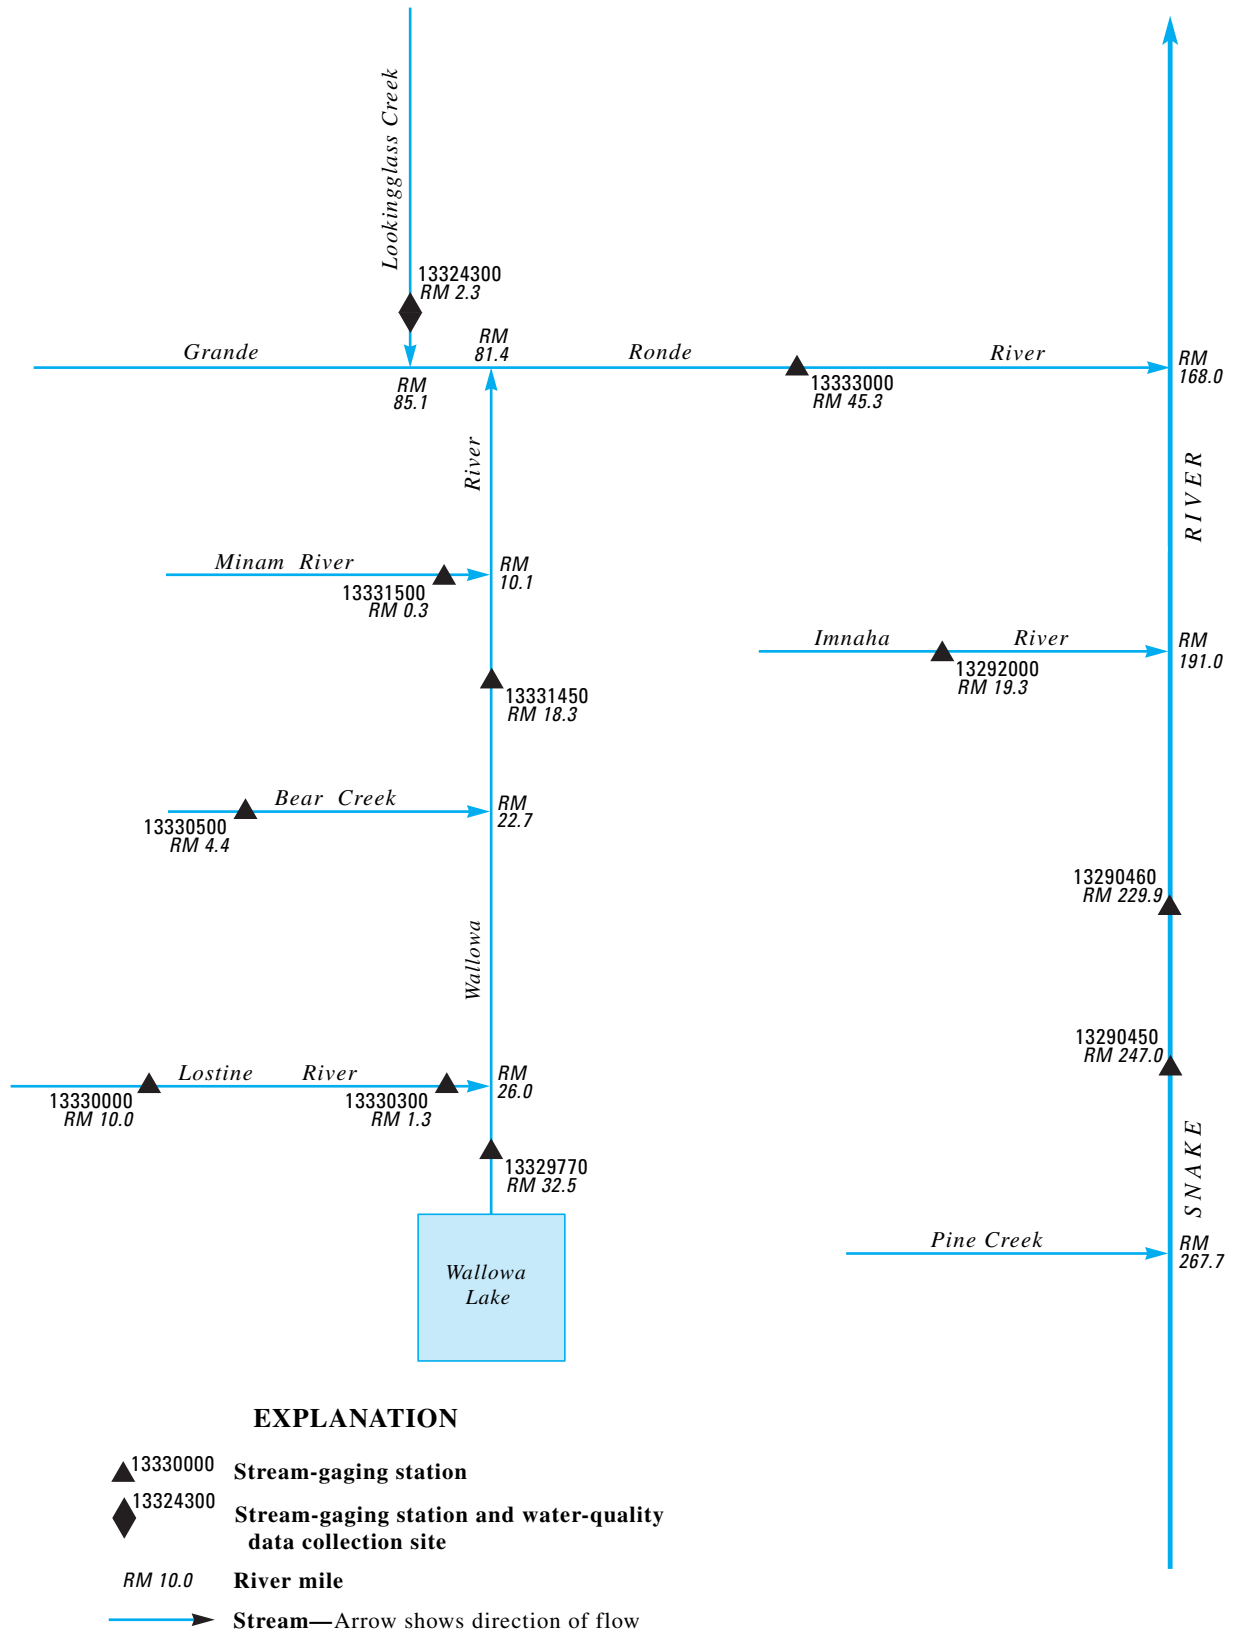 Lookingglass Creek
13324300
RM 2.3
Grande Ronde River
RM
81.4
RM
85.1
13333000
RM 45.3
RM
168.0
River
RIVER
Minam River
RM
10.1
13331500
RM 0.3
Imnaha River
RM
191.0
13292000
RM 19.3
13331450
RM 18.3
Bear Creek
RM
22.7
13330500
RM 4.4
13290460
RM 229.9
Wallowa
13290450
RM 247.0
Lostine River
RM
26.0
13330000
RM 10.0
13330300
RM 1.3
13329770
RM 32.5
SNAKE
Pine Creek
RM
267.7
Wallowa
Lake
EXPLANATION
13330000 Stream-gaging station
13324300 Stream-gaging station and water-quality
data collection site
RM 10.0 River mile
Stream—Arrow shows direction of flow